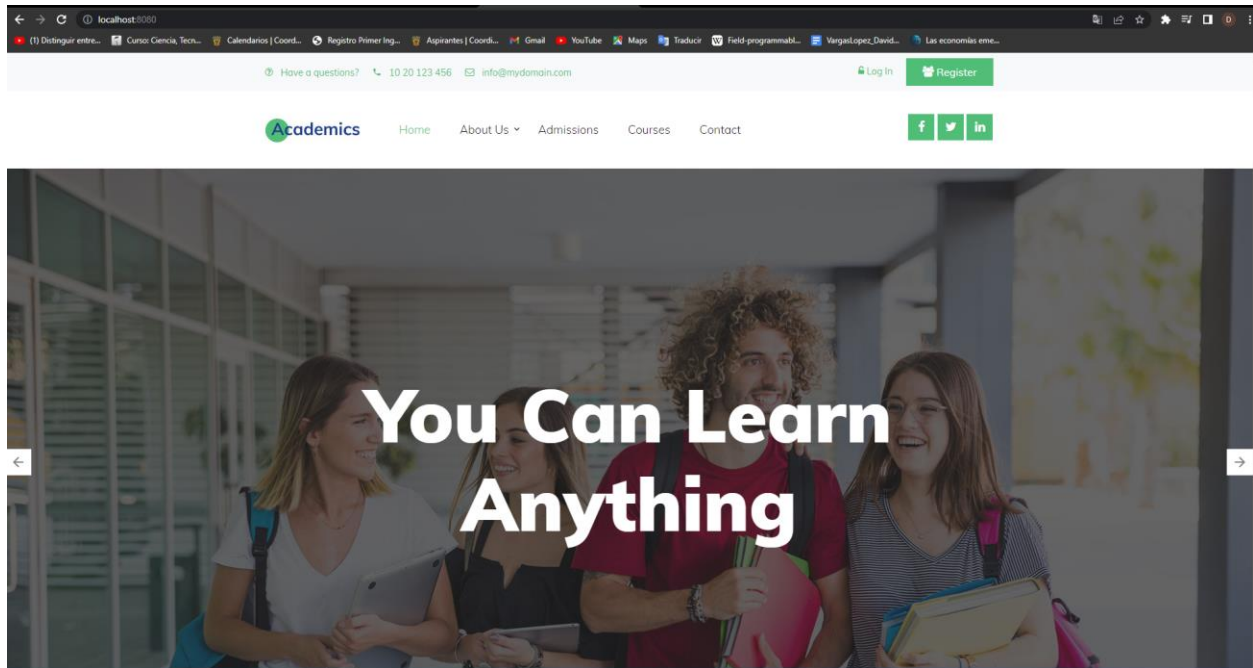 localhost:8080
(1) Distinguir entre... Curso: Ciencia, Tecn... Calendarios | Coord... Registro Primer Ing... Aspirantes | Coordi... Gmail YouTube Maps Traducir Field-programmabl... VargasLopez_David... Las economías eme...
Have a questions? 10 20 123 456 info@mydomain.com Log In Register
Academics Home About Us Admissions Courses Contact f in
You Can Learn
Anything